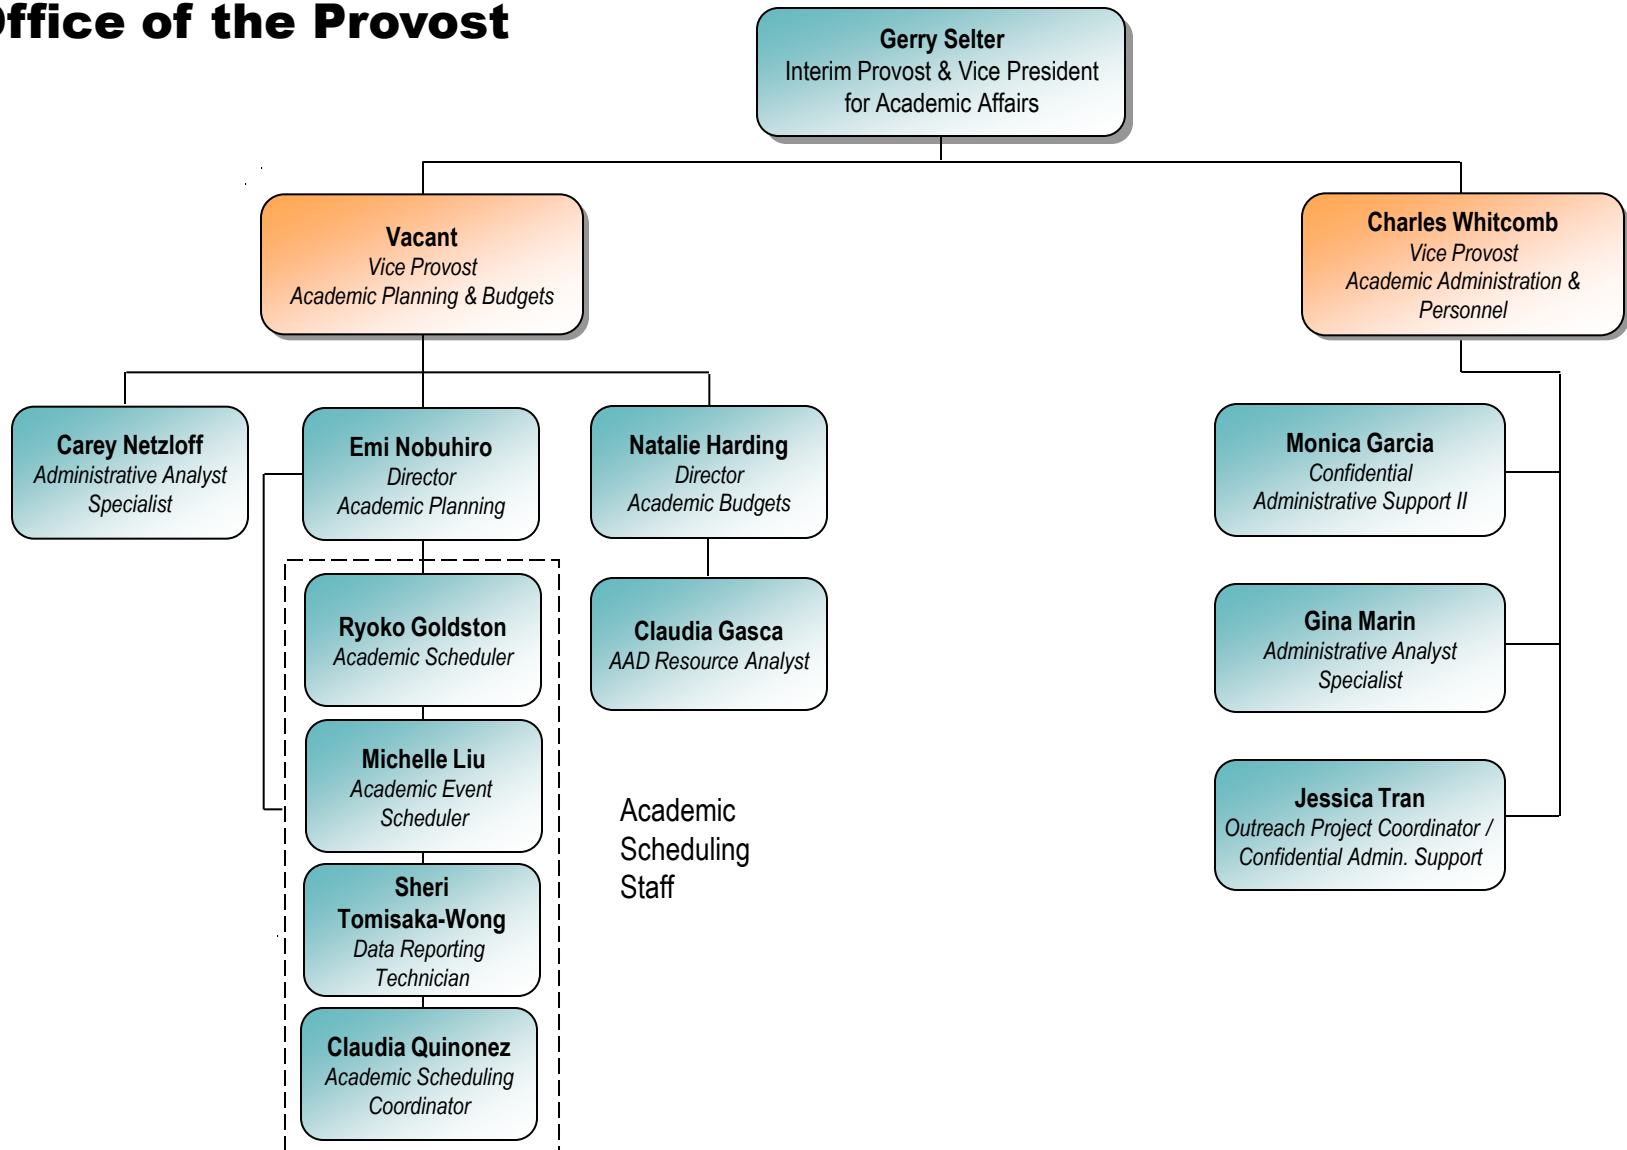 Office of the Provost
Gerry Selter
Interim Provost & Vice President
for Academic Affairs
Vacant
Vice Provost
Academic Planning & Budgets
Charles Whitcomb
Vice Provost
Academic Administration &
Personnel
Carey Netzloff
Administrative Analyst
Specialist
Emi Nobuhiro
Director
Academic Planning
Natalie Harding
Director
Academic Budgets
Monica Garcia
Confidential
Administrative Support II
Ryoko Goldston
Academic Scheduler
Claudia Gasca
AAD Resource Analyst
Gina Marin
Administrative Analyst
Specialist
Michelle Liu
Academic Event
Scheduler
Academic
Scheduling
Staff
Jessica Tran
Outreach Project Coordinator /
Confidential Admin. Support
Sheri
Tomisaka-Wong
Data Reporting
Technician
Claudia Quinonez
Academic Scheduling
Coordinator